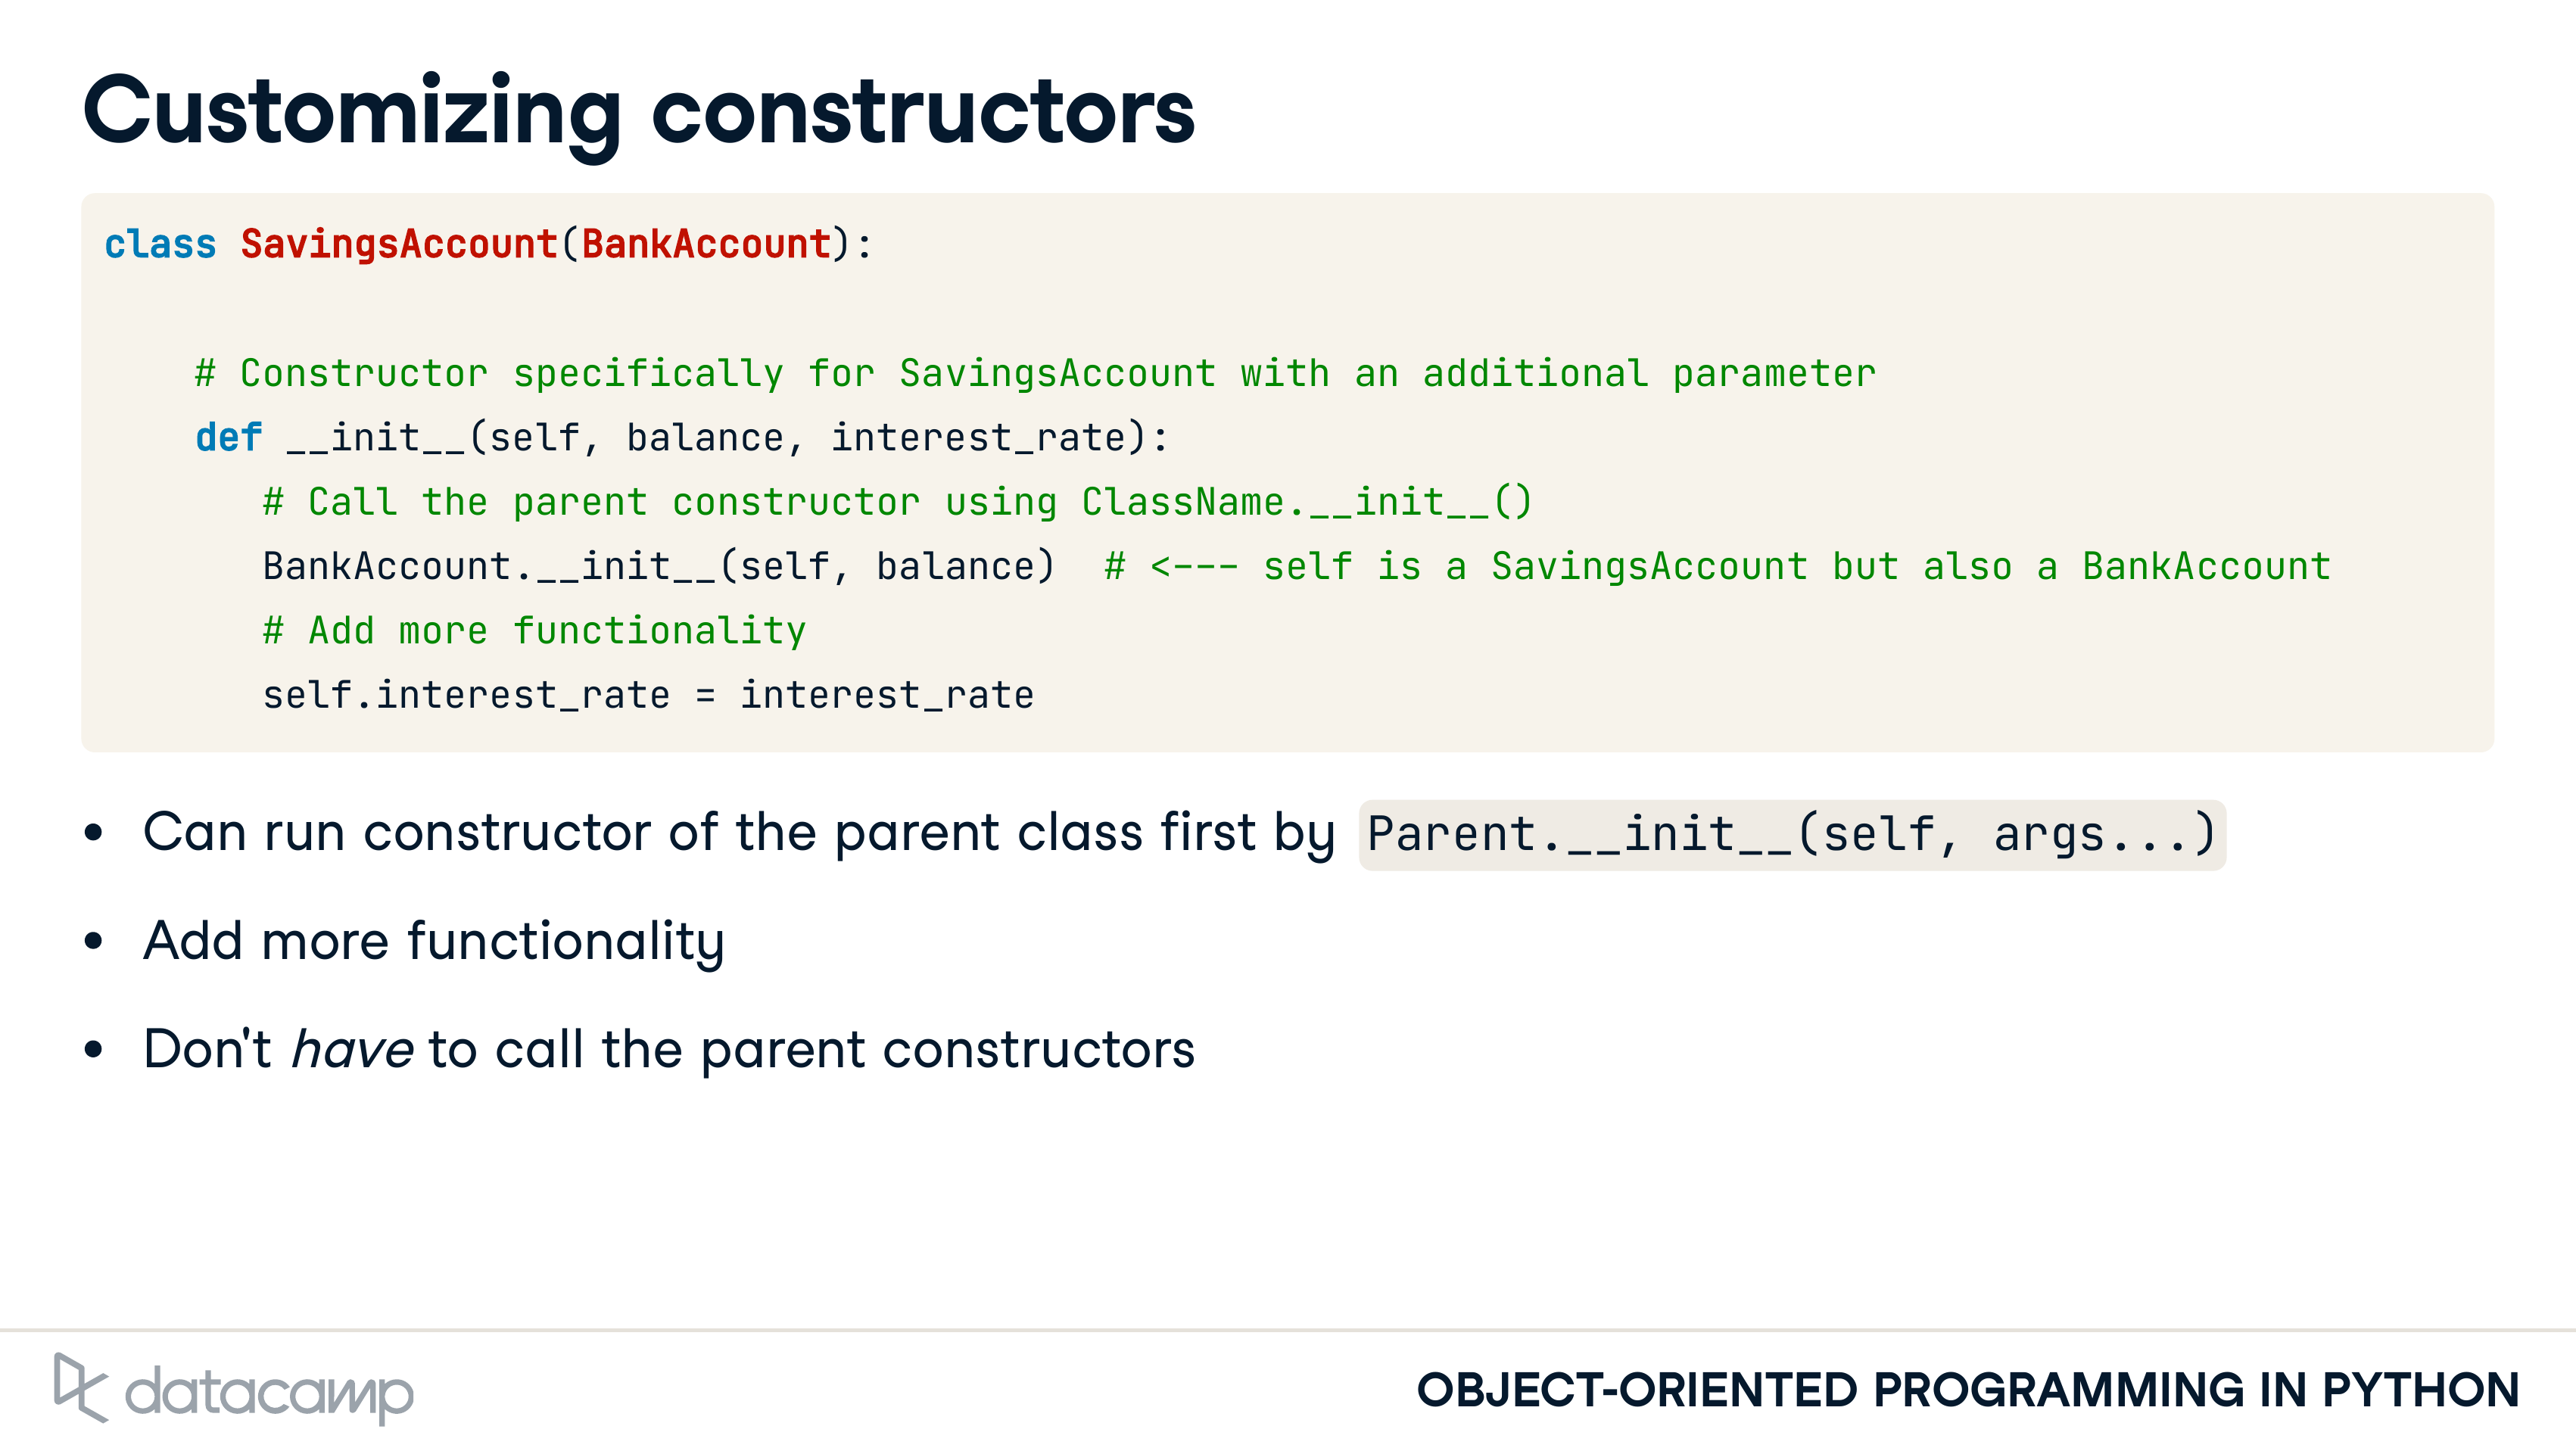 Customizing constructors
class SavingsAccount(BankAccount):
# Constructor specifically for SavingsAccount with an additional parameter
def __init__(self, balance, interest_rate):
# Call the parent constructor using ClassName.__init__()
BankAccount.__init__(self, balance)  # <--- self is a SavingsAccount but also a BankAccount
# Add more functionality
self.interest_rate = interest_rate
• Can run constructor of the parent class first by Parent.__init__(self, args...)
• Add more functionality
• Don't have to call the parent constructors
datacamp
OBJECT-ORIENTED PROGRAMMING IN PYTHON